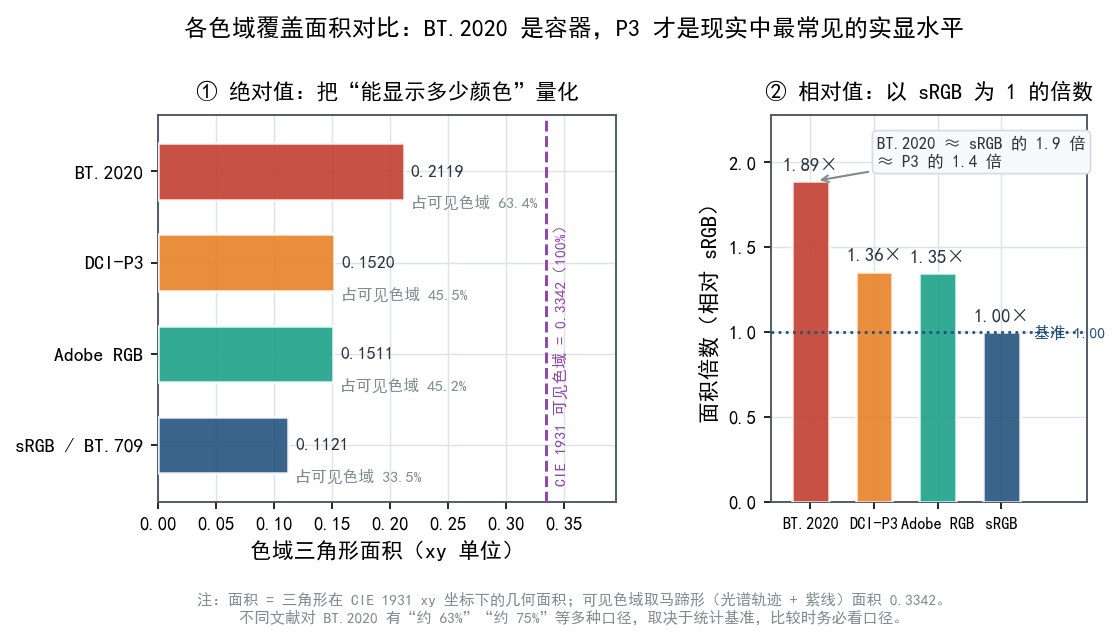 各色域覆盖面积对比：BT.2020 是容器，P3 才是现实中最常见的实显水平
① 绝对值：把“能显示多少颜色”量化
BT.2020
0.2119
占可见色域 63.4%
DCI-P3
0.1520
占可见色域 45.5%
Adobe RGB
0.1511
占可见色域 45.2%
sRGB / BT.709
0.1121
占可见色域 33.5%
CIE 1931 可见色域 = 0.3342（100%）
0.00 0.05 0.10 0.15 0.20 0.25 0.30 0.35
色域三角形面积（xy 单位）
② 相对值：以 sRGB 为 1 的倍数
BT.2020 ≈ sRGB 的 1.9 倍
≈ P3 的 1.4 倍
面积倍数（相对 sRGB）
2.0
1.5
1.0
0.5
0.0
1.89×
1.36×
1.35×
1.00×
基准 1.00
BT.2020 DCI-P3 Adobe RGB sRGB
注：面积 = 三角形在 CIE 1931 xy 坐标下的几何面积；可见色域取马蹄形（光谱轨迹 + 紫线）面积 0.3342。
不同文献对 BT.2020 有“约 63%”“约 75%”等多种口径，取决于统计基准，比较时务必看口径。